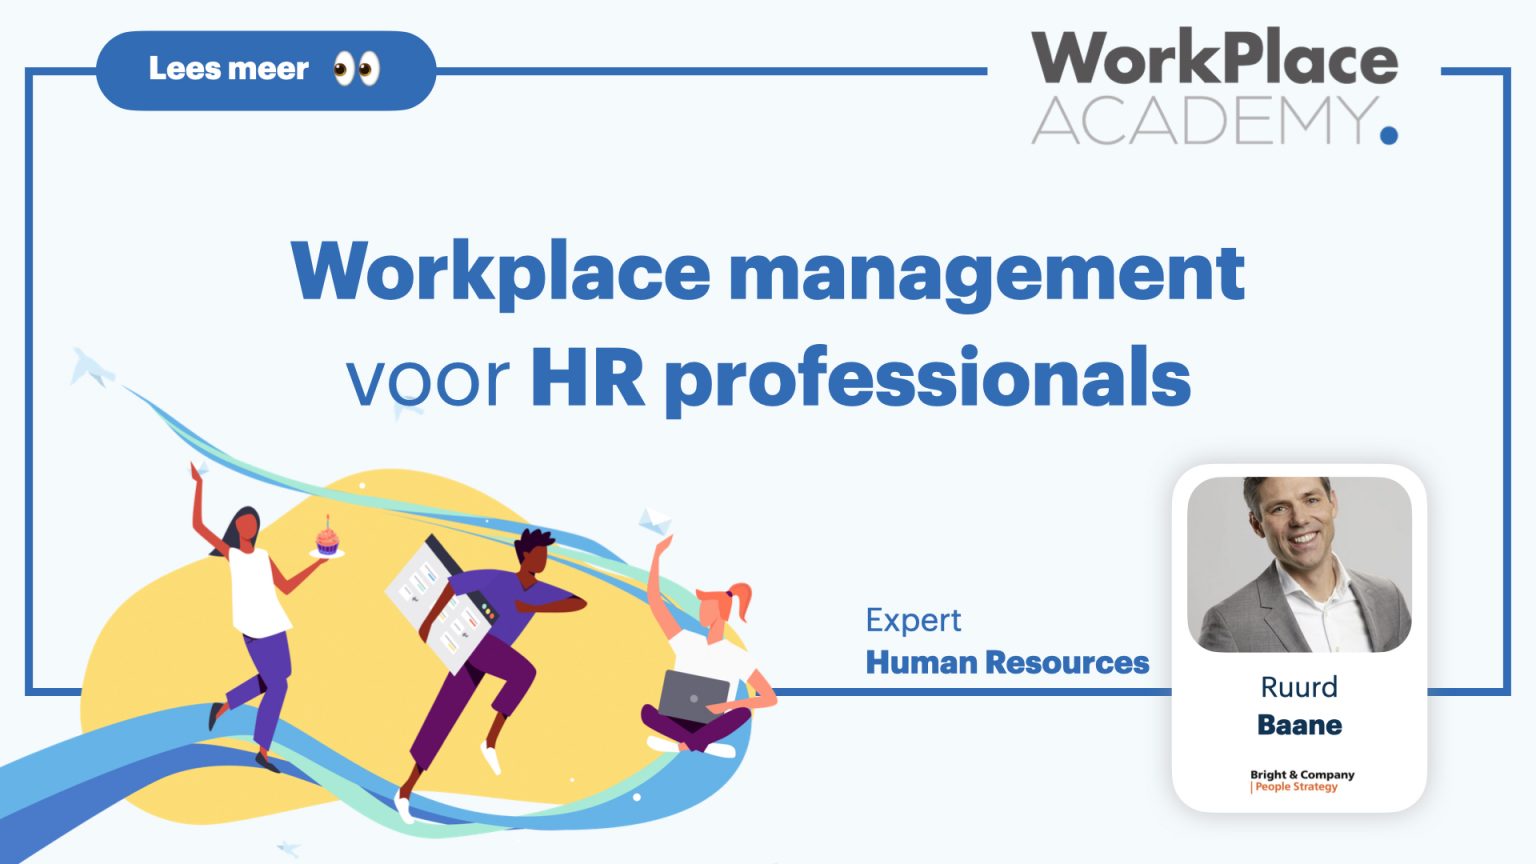 Lees meer
WorkPlace
ACADEMY.
Workplace management
voor HR professionals
Expert
Human Resources
Ruurd
Baane
Bright & Company
| People Strategy